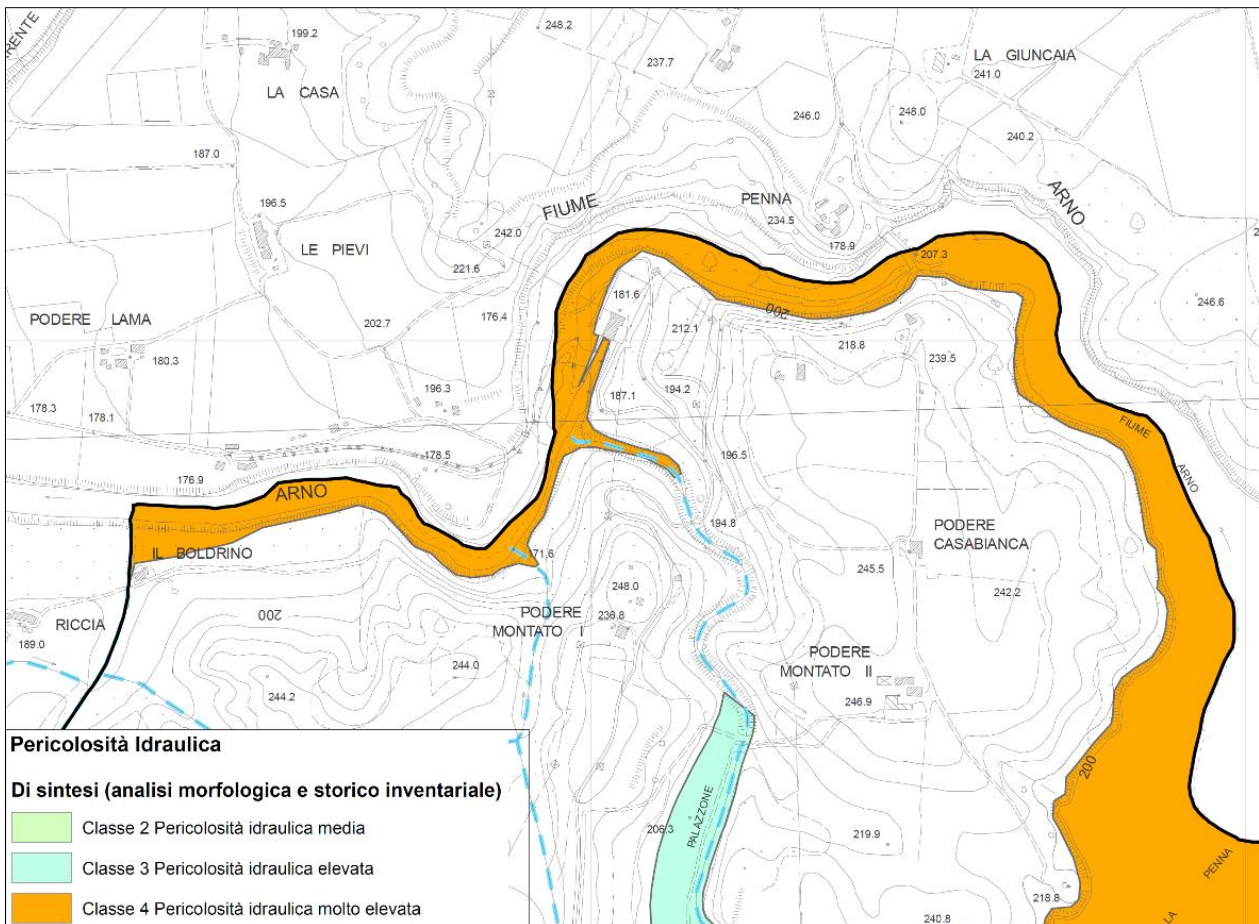 248.2
199.2
LA GIUNCAIA
241.0
237.7
LA CASA
246.0
248.0
240.2
187.0
ARNO
FIUME
PENNA
196.5
234.5
LE PIEVI
242.0
178.9
207.3
221.6
181.6
246.6
PODERE LAMA
176.4
200
202.7
212.1
218.8
180.3
239.5
196.3
187.1
194.2
178.3
178.1
FIUME
178.5
196.5
176.9
ARNO
ARNO
194.8
PODERE
CASABIANCA
IL BOLDRINO
171.6
245.5
248.0
242.2
200
PODERE
MONTATO I
236.8
RICCIA
189.0
PODERE
MONTATO II
244.0
244.2
246.9
200
PALAZZONE
206.3
219.9
PENNA
218.8
LA
240.8
Pericolosità Idraulica
Di sintesi (analisi morfologica e storico inventariale)
Classe 2 Pericolosità idraulica media
Classe 3 Pericolosità idraulica elevata
Classe 4 Pericolosità idraulica molto elevata